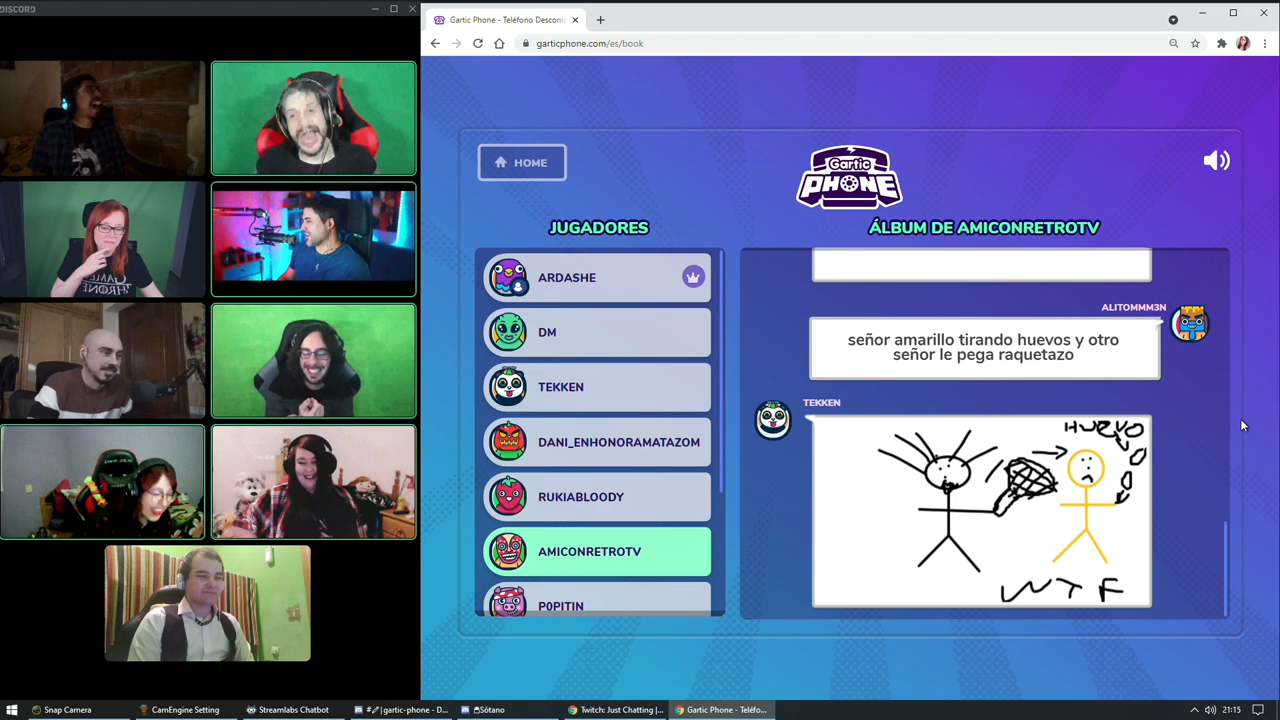 DISCORD
Gartic Phone - Teléfono Descom
garticphone.com/es/book
HOME
Gartic
PHONE
JUGADORES
ÁLBUM DE AMICONRETROTV
ARDASHE
DM
TEKKEN
DANI_ENHONORAMATAZOM
RUKIABLOODY
AMICONRETROTV
P0PITIN
ALITOMMM3N
señor amarillo tirando huevos y otro
señor le pega raquetazo
TEKKEN
HUEVO
WTF
GAME
THRONE
Snap Camera
CamEngine Setting
Streamlabs Chatbot
#🖊 | gartic-phone - D...
Sótano
Twitch: Just Chatting |...
Gartic Phone - Teléfo...
21:15